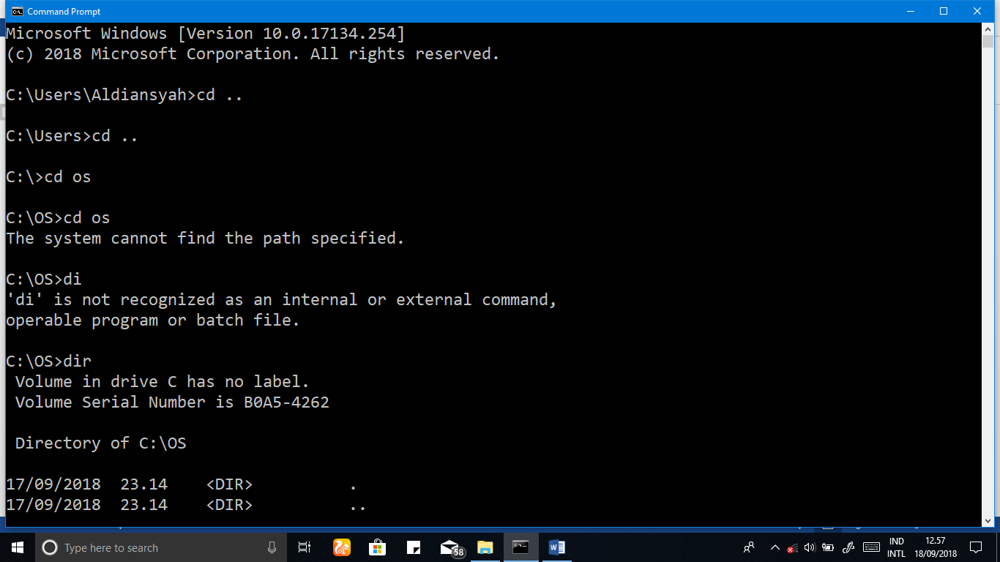 Command Prompt
Microsoft Windows [Version 10.0.17134.254]
(c) 2018 Microsoft Corporation. All rights reserved.
C:\Users\Aldiansyah>cd ..
C:\Users>cd ..
C:\>cd os
C:\OS>cd os
The system cannot find the path specified.
C:\OS>di
'di' is not recognized as an internal or external command,
operable program or batch file.
C:\OS>dir
 Volume in drive C has no label.
 Volume Serial Number is B0A5-4262
 Directory of C:\OS
17/09/2018  23.14    <DIR>          .
17/09/2018  23.14    <DIR>          ..
Type here to search
58
IND
INTL
12.57
18/09/2018